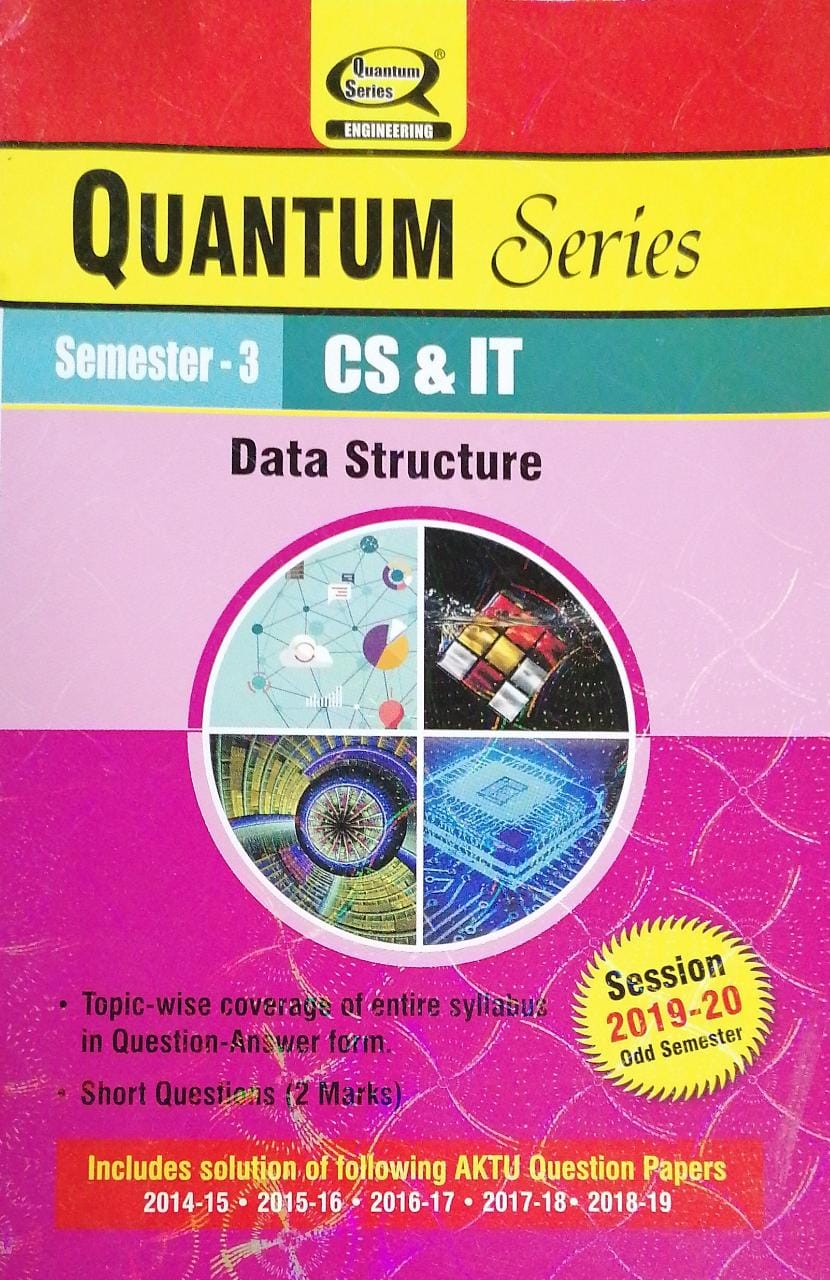 Quantum
Series
®
ENGINEERING
QUANTUM Series
Semester - 3 CS & IT
Data Structure
Session
2019-20
Odd Semester
• Topic-wise coverage of entire syllabus
in Question-Answer form.
• Short Questions (2 Marks)
Includes solution of following AKTU Question Papers
2014-15 • 2015-16 • 2016-17 • 2017-18 • 2018-19